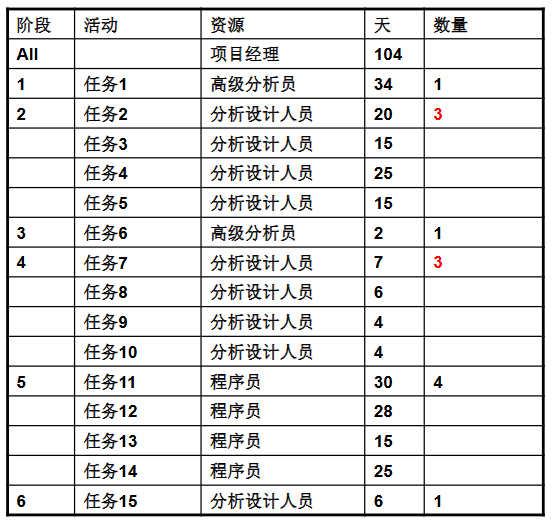 阶段 活动 资源 天 数量
All 项目经理 104
1 任务1 高级分析员 34 1
2 任务2 分析设计人员 20 3
任务3 分析设计人员 15
任务4 分析设计人员 25
任务5 分析设计人员 15
3 任务6 高级分析员 2 1
4 任务7 分析设计人员 7 3
任务8 分析设计人员 6
任务9 分析设计人员 4
任务10 分析设计人员 4
5 任务11 程序员 30 4
任务12 程序员 28
任务13 程序员 15
任务14 程序员 25
6 任务15 分析设计人员 6 1